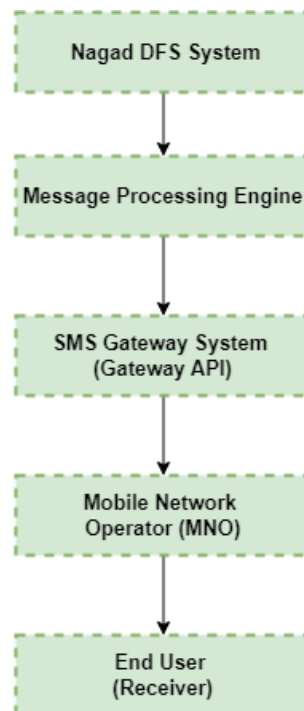 Nagad DFS System
Message Processing Engine
SMS Gateway System
(Gateway API)
Mobile Network
Operator (MNO)
End User
(Receiver)